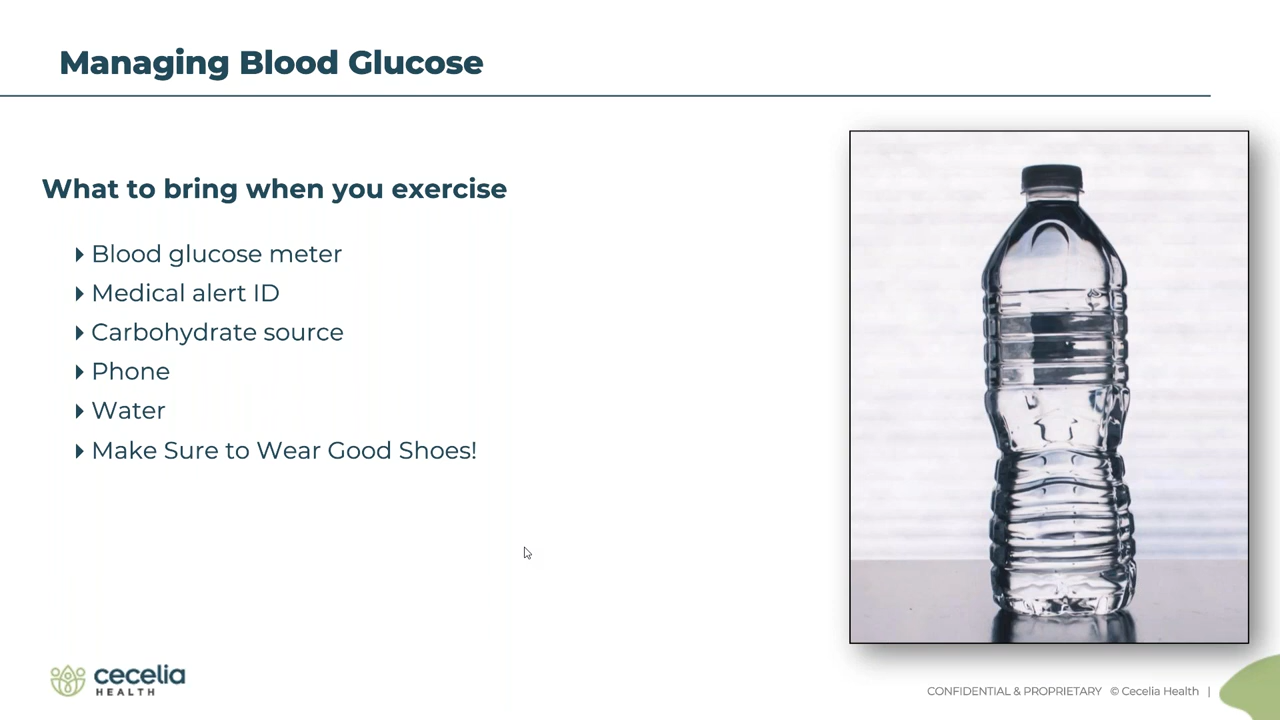 Managing Blood Glucose
What to bring when you exercise
Blood glucose meter
Medical alert ID
Carbohydrate source
Phone
Water
Make Sure to Wear Good Shoes!
cecelia
HEALTH
CONFIDENTIAL & PROPRIETARY © Cecelia Health |